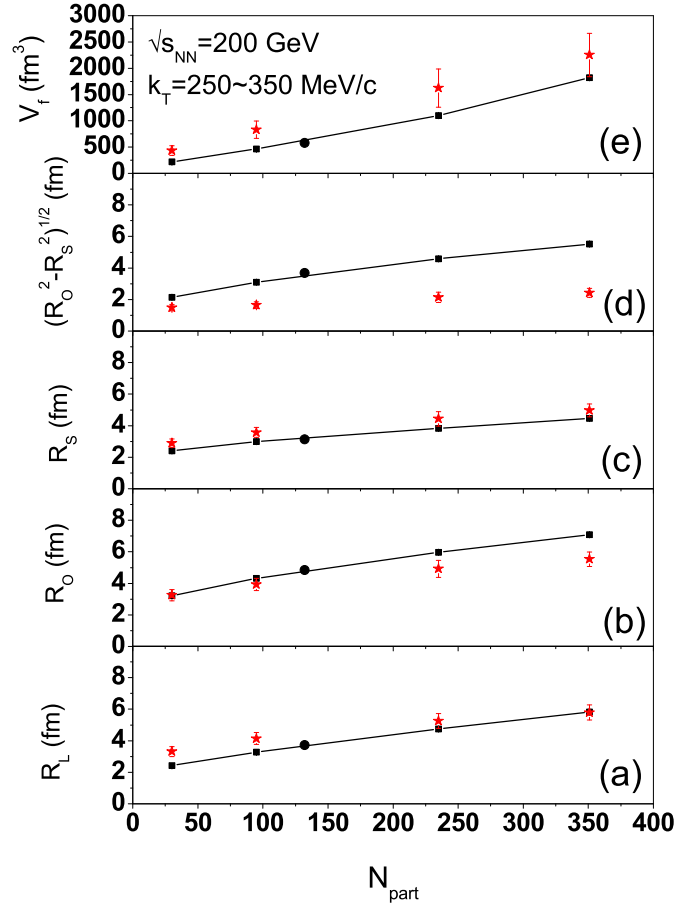 3000
2500
2000
1500
1000
500
0
V_f (fm^3)
√s_NN=200 GeV
k_T=250~350 MeV/c
(e)
8
6
4
2
0
(R_O^2-R_S^2)^1/2 (fm)
(d)
8
6
4
2
0
R_S (fm)
(c)
8
6
4
2
0
R_O (fm)
(b)
8
6
4
2
0
R_L (fm)
(a)
0 50 100 150 200 250 300 350 400
N_part